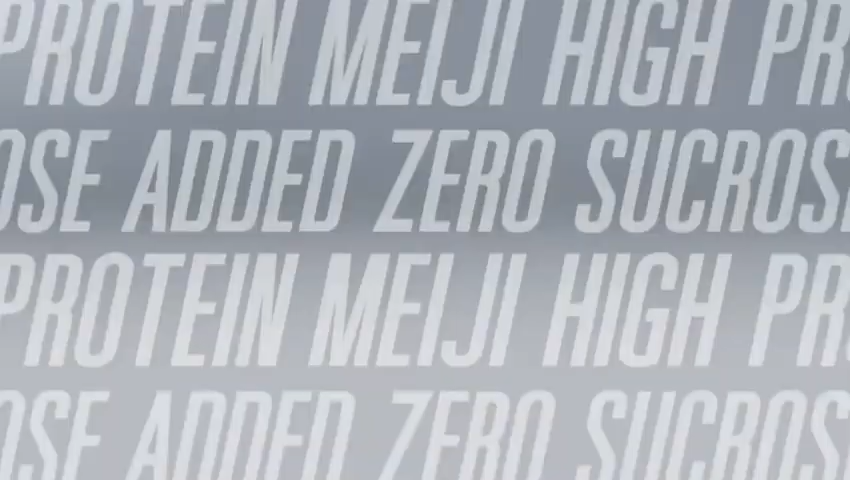 PROTEIN MEIJI HIGH PR
OSE ADDED ZERO SUCROS
PROTEIN MEIJI HIGH PR
OSE ADDED ZERO SUCROS